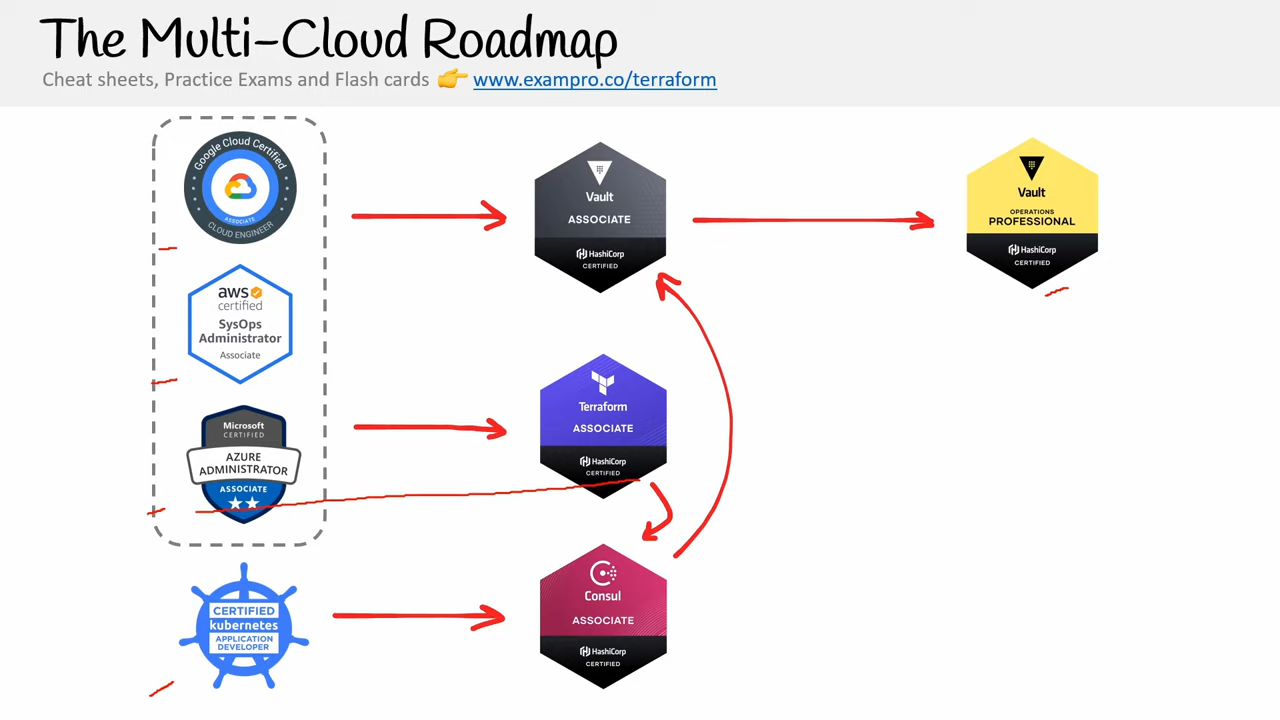 The Multi-Cloud Roadmap
Cheat sheets, Practice Exams and Flash cards 👉 www.exampro.co/terraform
Google Cloud Certified
ASSOCIATE
CLOUD ENGINEER
aws
certified
SysOps
Administrator
Associate
Microsoft
CERTIFIED
AZURE
ADMINISTRATOR
ASSOCIATE
CERTIFIED
kubernetes
APPLICATION
DEVELOPER
Vault
ASSOCIATE
HashiCorp
CERTIFIED
Terraform
ASSOCIATE
HashiCorp
CERTIFIED
Consul
ASSOCIATE
HashiCorp
CERTIFIED
Vault
OPERATIONS
PROFESSIONAL
HashiCorp
CERTIFIED